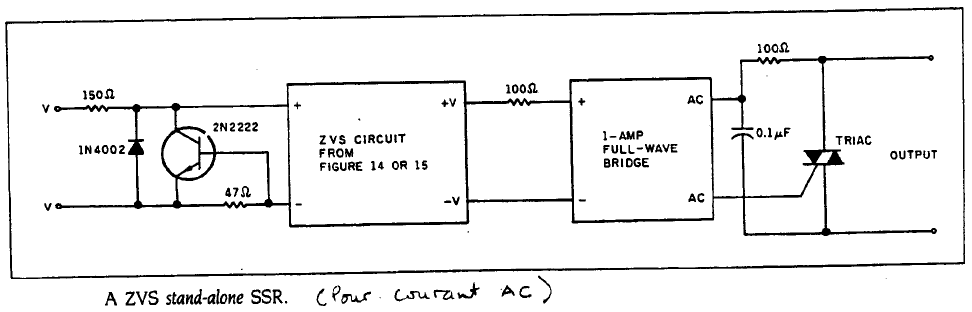 100Ω
150Ω
V
+
+V
100Ω
+
AC
2N2222
ZVS CIRCUIT
FROM
FIGURE 14 OR 15
1-AMP
FULL-WAVE
BRIDGE
0.1µF
TRIAC
OUTPUT
1N4002
47Ω
V
-
-V
-
AC
A ZVS stand-alone SSR. (Pour courant AC)